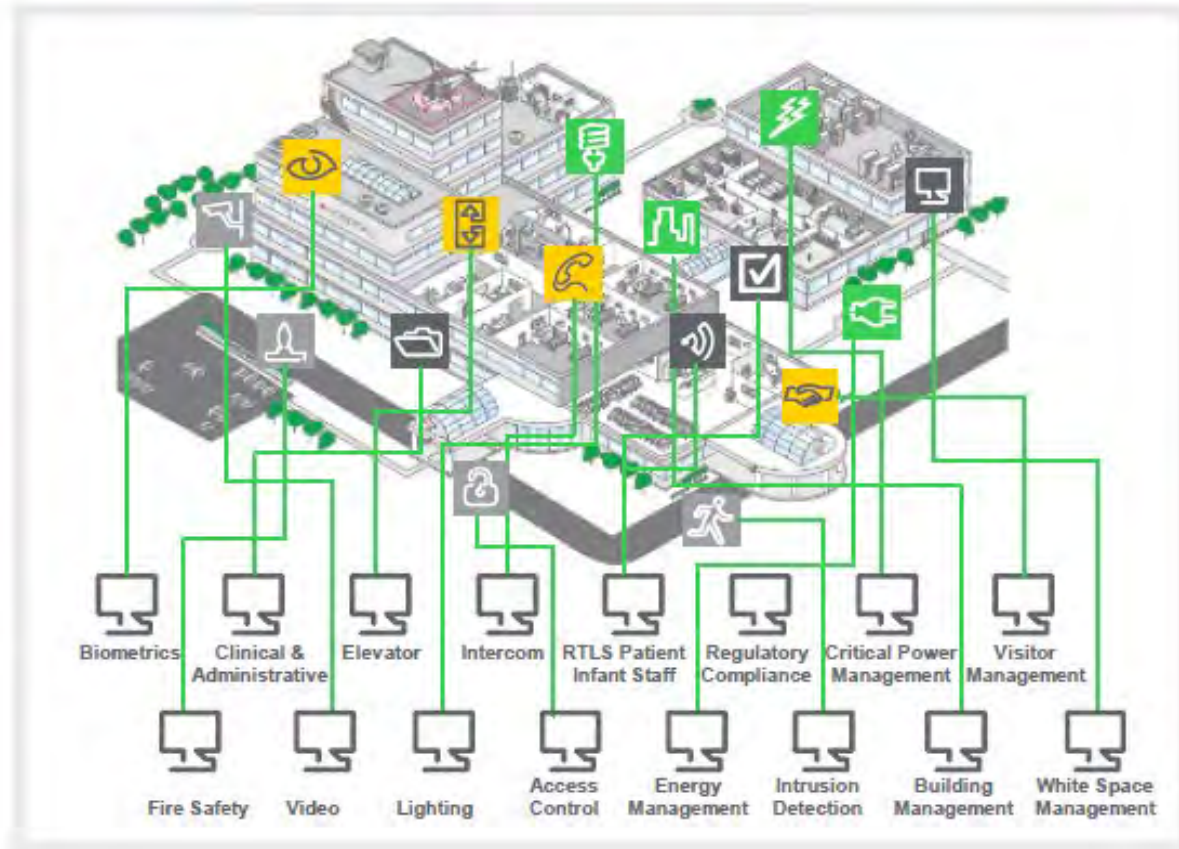 Biometrics
Clinical &
Administrative
Elevator
Intercom
RTLS Patient
Infant Staff
Regulatory
Compliance
Critical Power
Management
Visitor
Management
Fire Safety
Video
Lighting
Access
Control
Energy
Management
Intrusion
Detection
Building
Management
White Space
Management